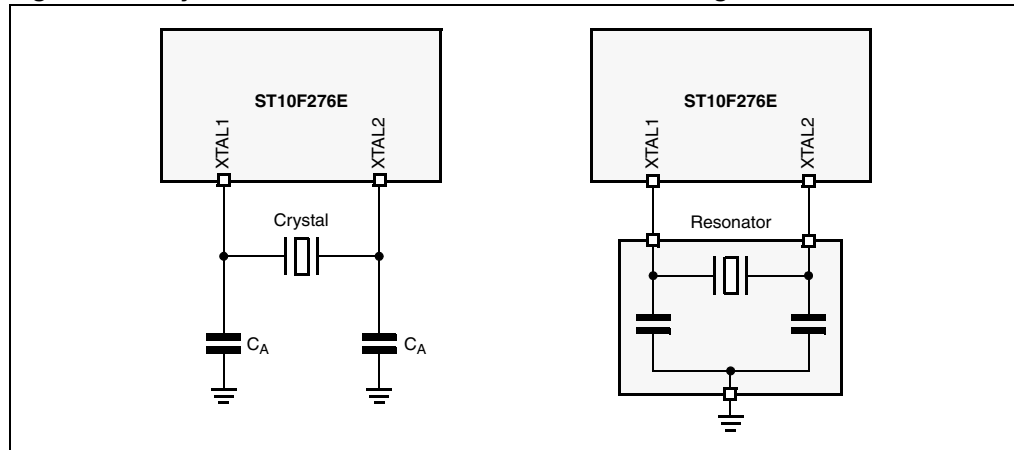 ST10F276E
XTAL1
XTAL2
Crystal
CA
CA
ST10F276E
XTAL1
XTAL2
Resonator